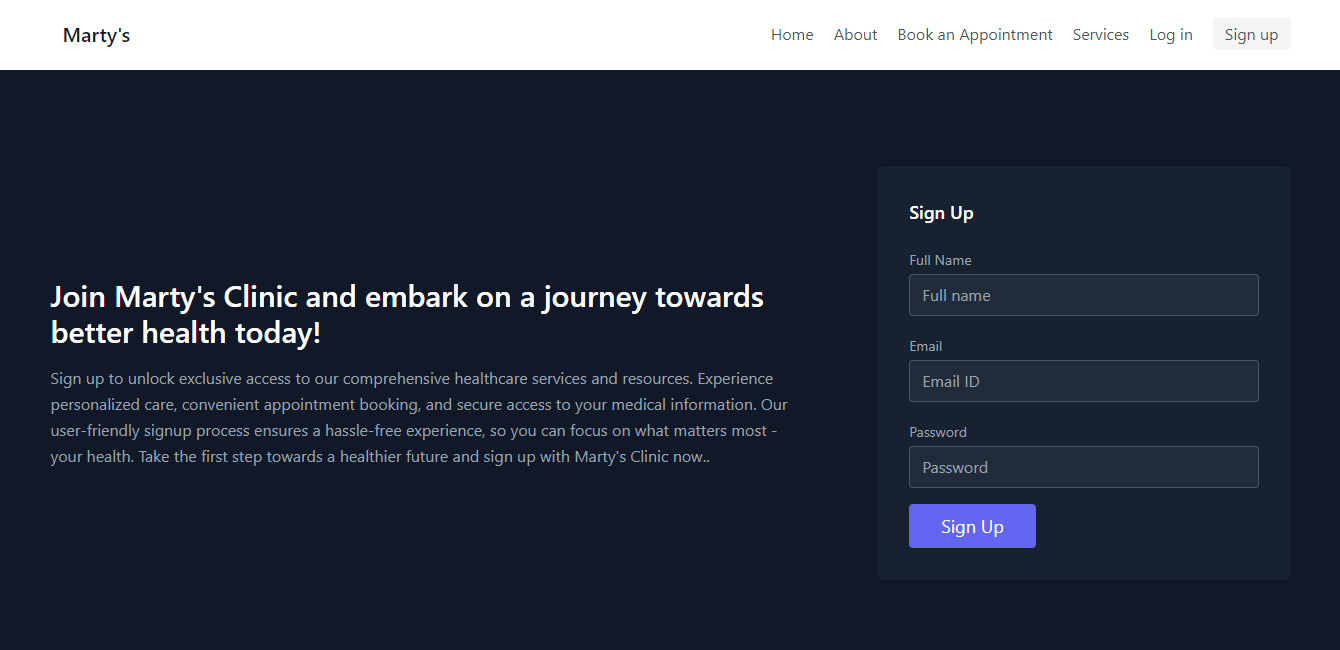 Marty's
Home About Book an Appointment Services Log in Sign up
Join Marty's Clinic and embark on a journey towards
better health today!
Sign up to unlock exclusive access to our comprehensive healthcare services and resources. Experience
personalized care, convenient appointment booking, and secure access to your medical information. Our
user-friendly signup process ensures a hassle-free experience, so you can focus on what matters most -
your health. Take the first step towards a healthier future and sign up with Marty's Clinic now..
Sign Up
Full Name
Full name
Email
Email ID
Password
Password
Sign Up